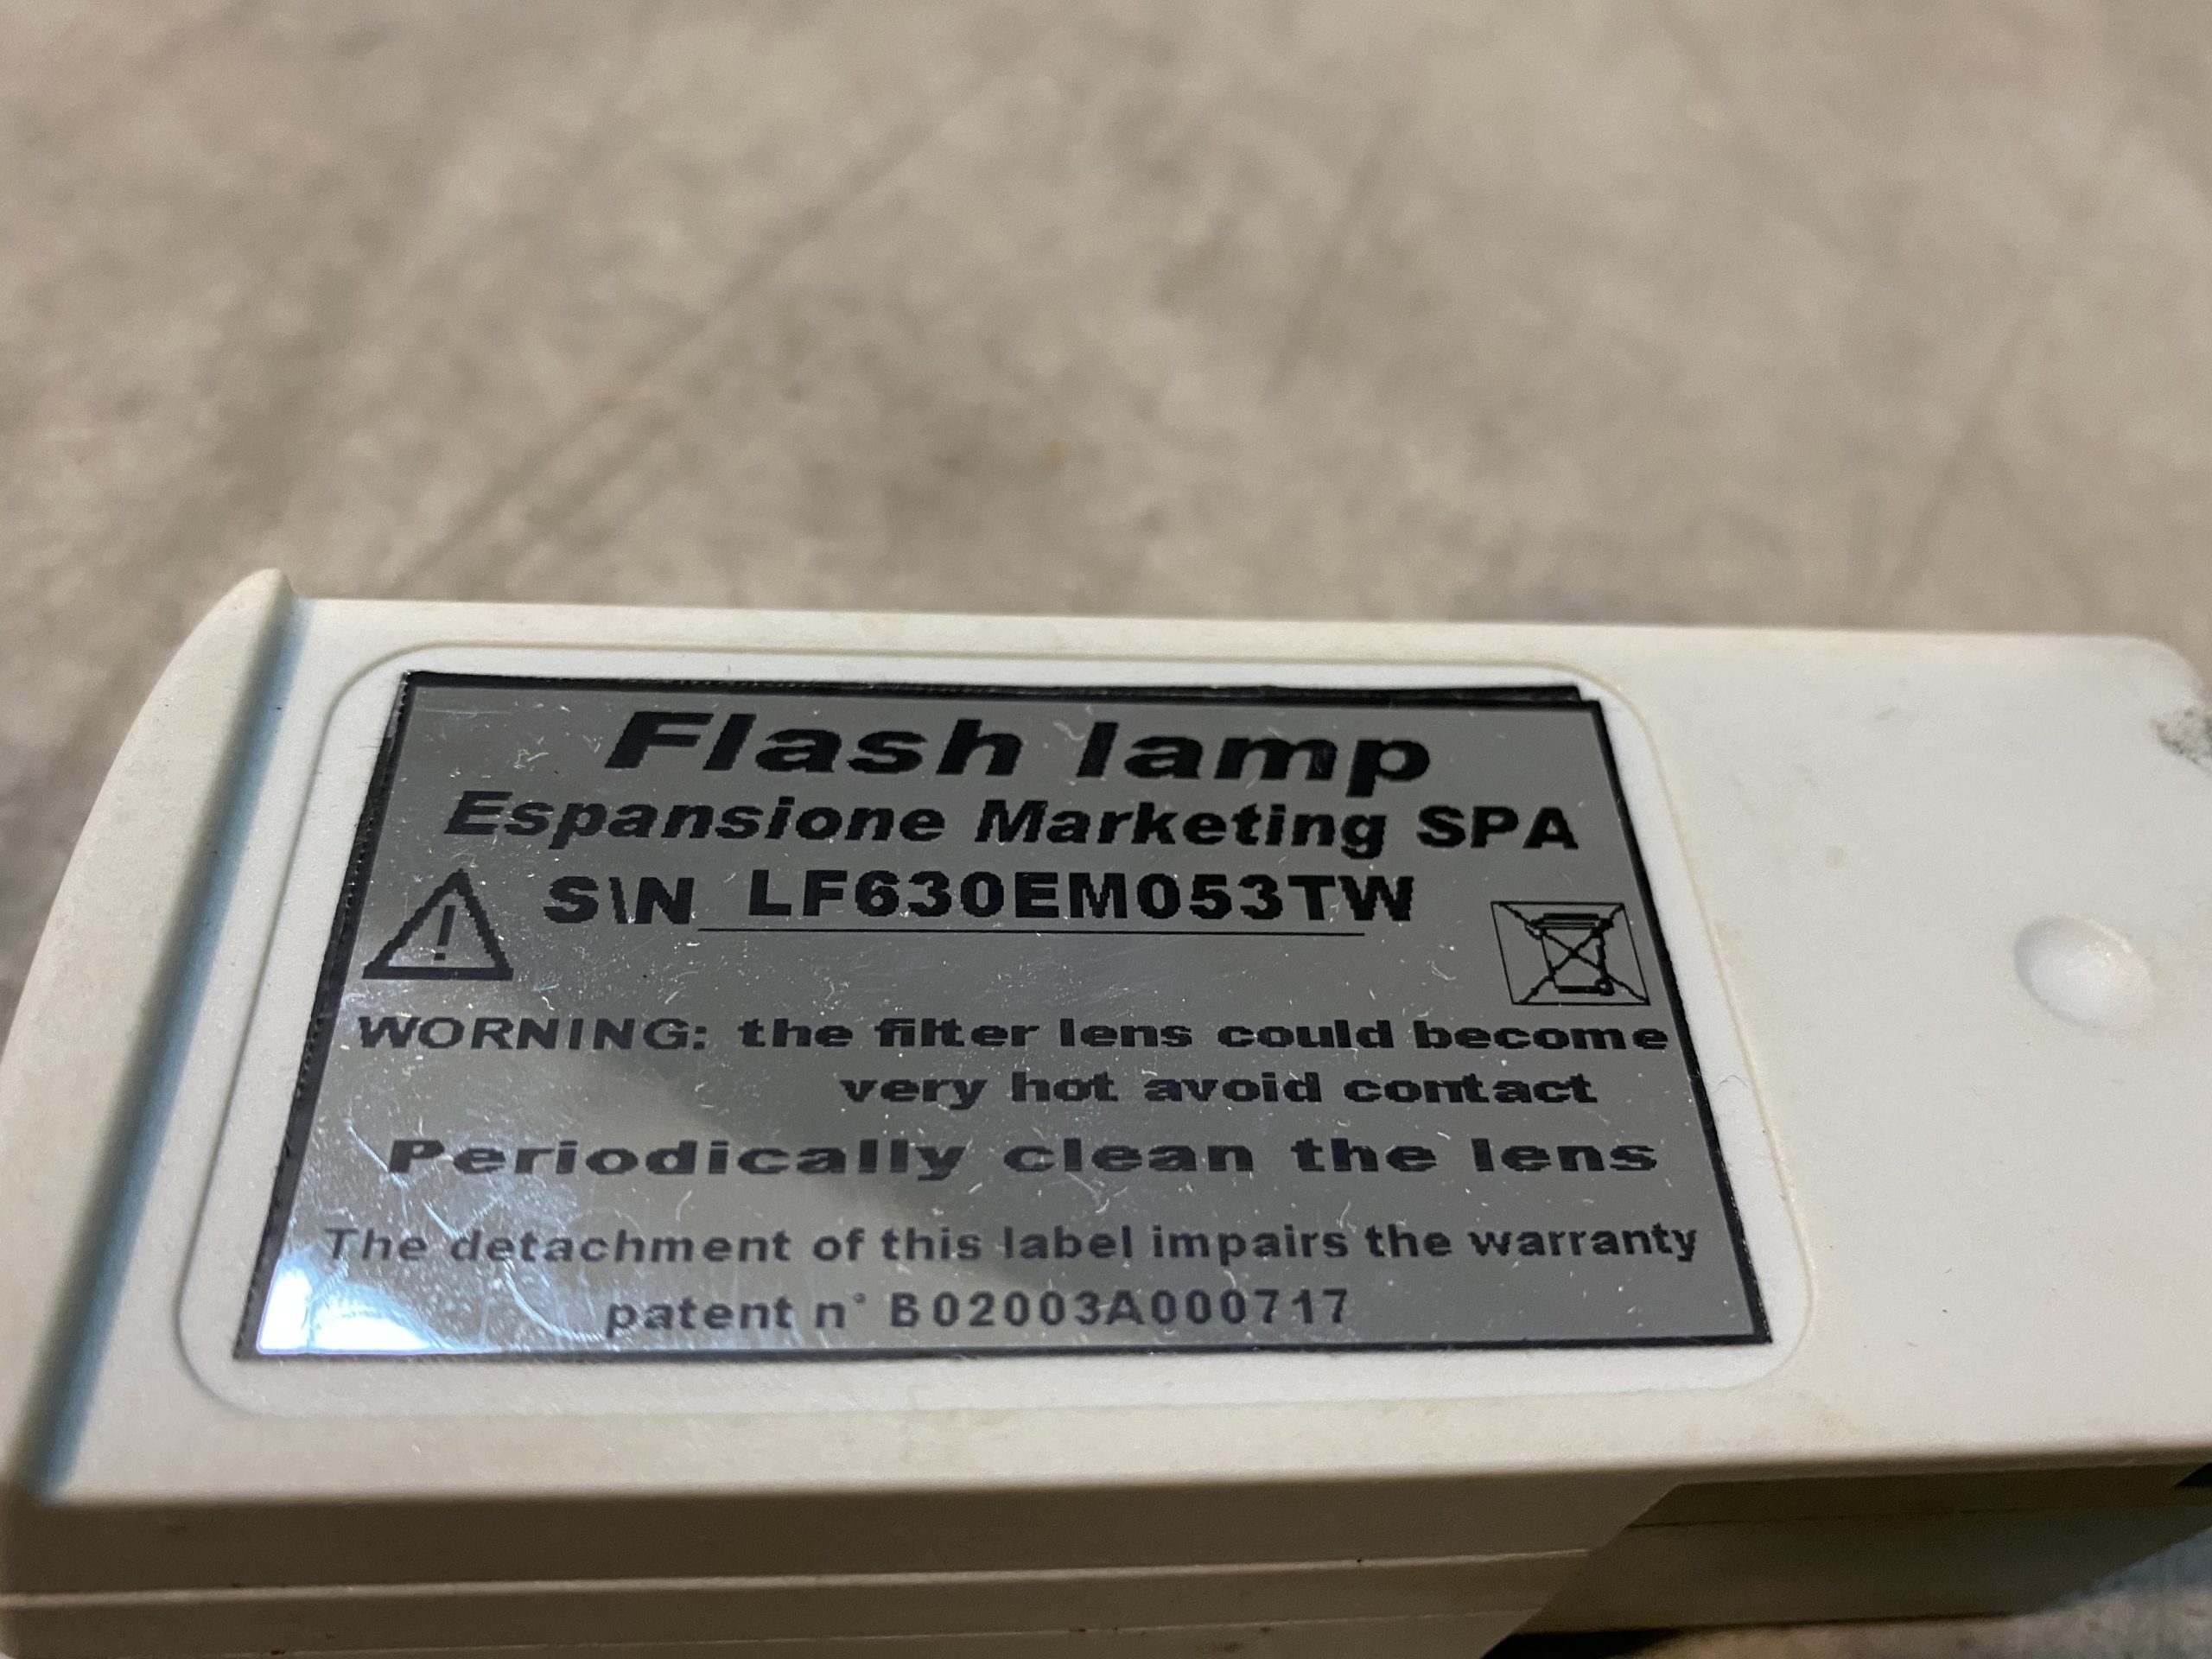 Flash lamp
Espansione Marketing SPA
S\N LF630EM053TW
WORNING: the filter lens could become
very hot avoid contact
Periodically clean the lens
The detachment of this label impairs the warranty
patent n° B02003A000717